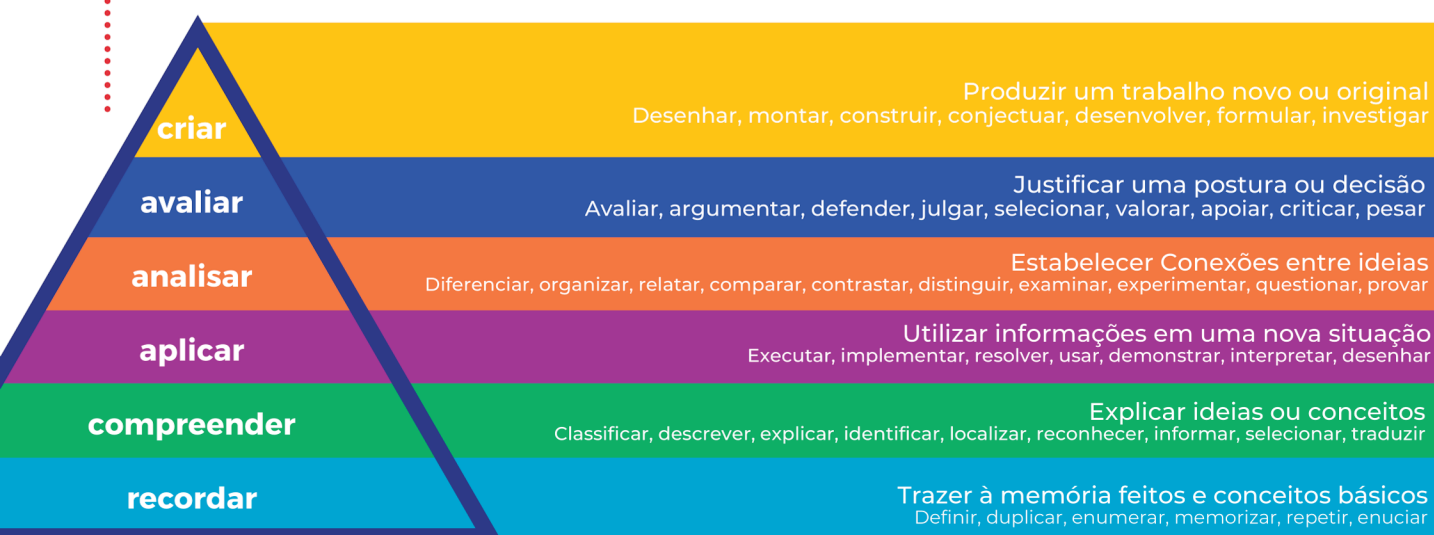 criar
Produzir um trabalho novo ou original
Desenhar, montar, construir, conjectuar, desenvolver, formular, investigar
avaliar
Justificar uma postura ou decisão
Avaliar, argumentar, defender, julgar, selecionar, valorar, apoiar, criticar, pesar
analisar
Estabelecer Conexões entre ideias
Diferenciar, organizar, relatar, comparar, contrastar, distinguir, examinar, experimentar, questionar, provar
aplicar
Utilizar informações em uma nova situação
Executar, implementar, resolver, usar, demonstrar, interpretar, desenhar
compreender
Explicar ideias ou conceitos
Classificar, descrever, explicar, identificar, localizar, reconhecer, informar, selecionar, traduzir
recordar
Trazer à memória feitos e conceitos básicos
Definir, duplicar, enumerar, memorizar, repetir, enuciar